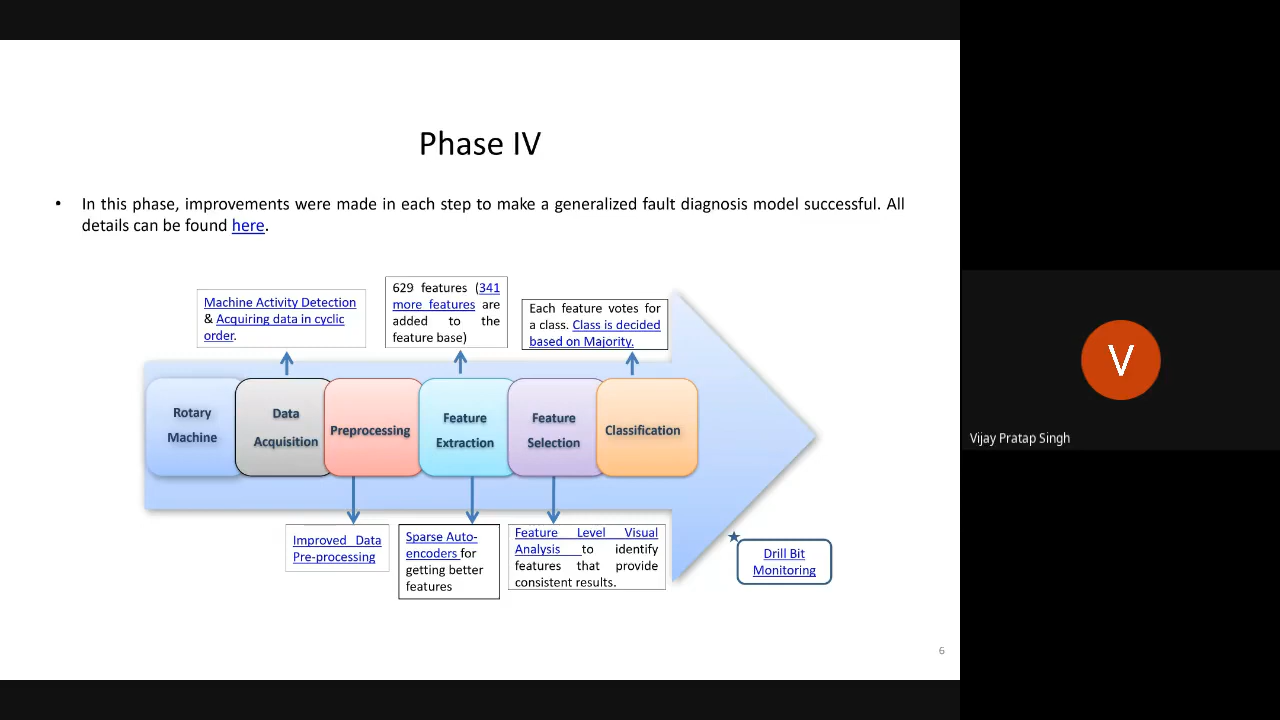 Phase IV
• In this phase, improvements were made in each step to make a generalized fault diagnosis model successful. All
details can be found here.
Machine Activity Detection
& Acquiring data in cyclic
order.
629 features (341
more features are
added to the
feature base)
Each feature votes for
a class. Class is decided
based on Majority.
Rotary
Machine
Data
Acquisition
Preprocessing
Feature
Extraction
Feature
Selection
Classification
Improved Data
Pre-processing
Sparse Auto-
encoders for
getting better
features
Feature Level Visual
Analysis to identify
features that provide
consistent results.
Drill Bit
Monitoring
6
V
Vijay Pratap Singh